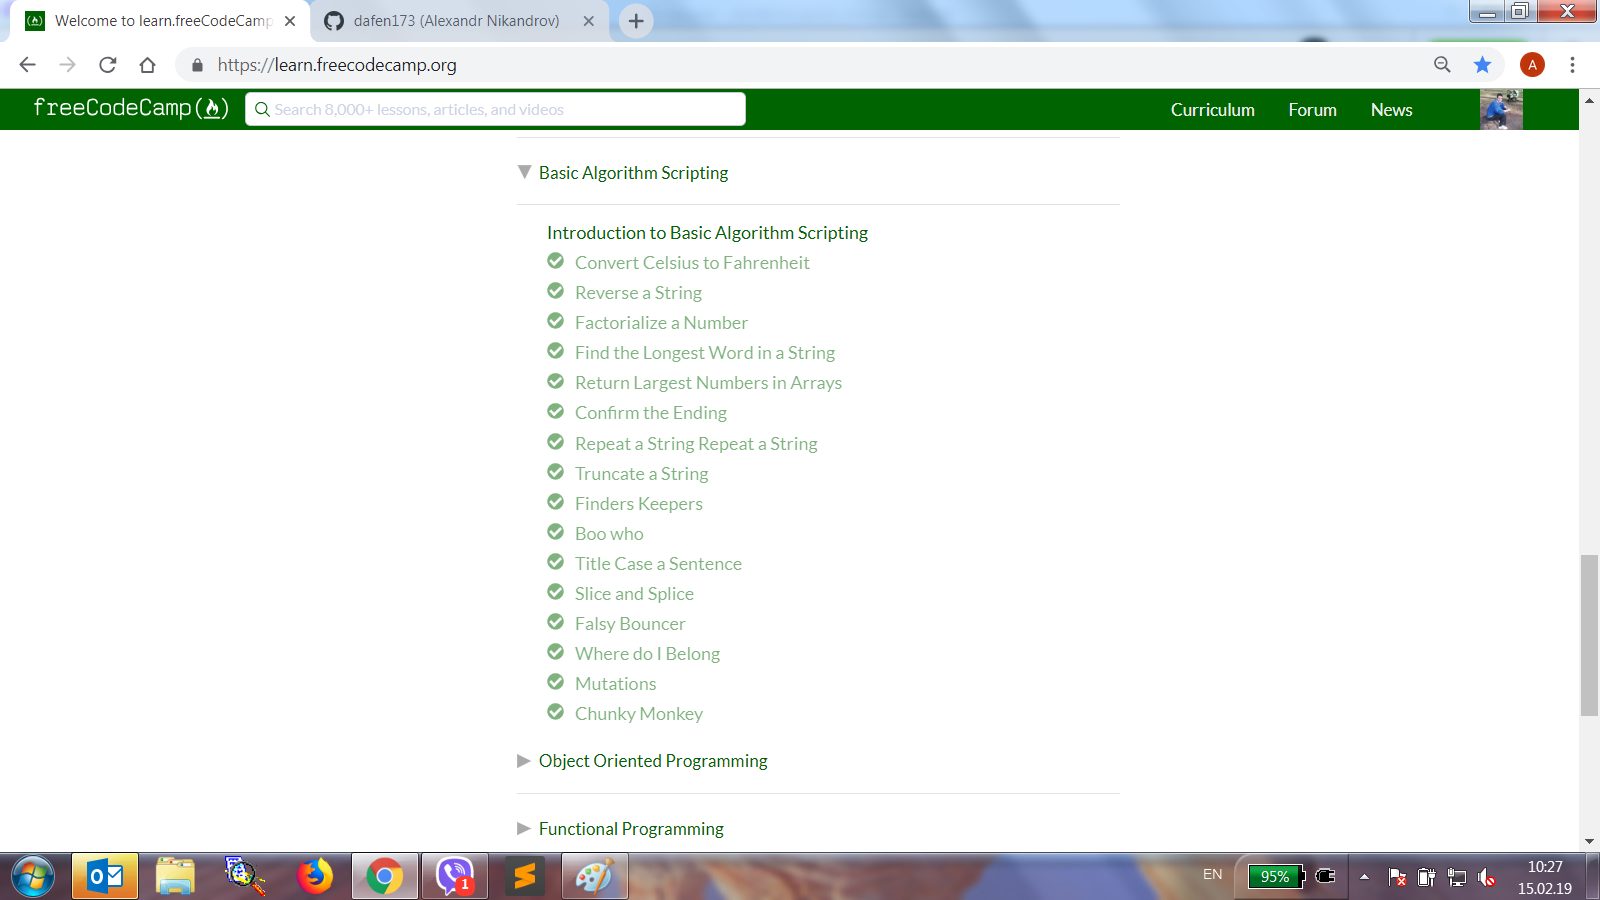 Welcome to learn.freeCodeCamp
dafen173 (Alexandr Nikandrov)
https://learn.freecodecamp.org
A
freeCodeCamp
Search 8,000+ lessons, articles, and videos
Curriculum
Forum
News
Basic Algorithm Scripting
Introduction to Basic Algorithm Scripting
Convert Celsius to Fahrenheit
Reverse a String
Factorialize a Number
Find the Longest Word in a String
Return Largest Numbers in Arrays
Confirm the Ending
Repeat a String Repeat a String
Truncate a String
Finders Keepers
Boo who
Title Case a Sentence
Slice and Splice
Falsy Bouncer
Where do I Belong
Mutations
Chunky Monkey
Object Oriented Programming
Functional Programming
1
EN
95%
10:27
15.02.19